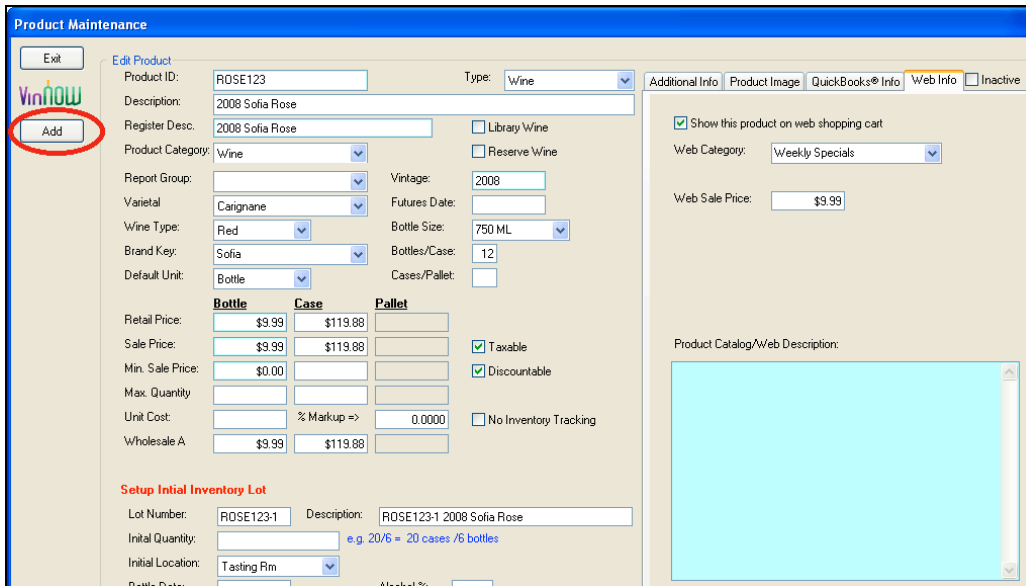 Product Maintenance
Exit
VinNOW
Add
Edit Product
Product ID: ROSE123 Type: Wine
Description: 2008 Sofia Rose
Register Desc. 2008 Sofia Rose Library Wine
Product Category: Wine Reserve Wine
Report Group: Vintage: 2008
Varietal Carignane Futures Date:
Wine Type: Red Bottle Size: 750 ML
Brand Key: Sofia Bottles/Case: 12
Default Unit: Bottle Cases/Pallet:
Bottle Case Pallet
Retail Price: $9.99 $119.88
Sale Price: $9.99 $119.88 Taxable
Min. Sale Price: $0.00 Discountable
Max. Quantity
Unit Cost: % Markup => 0.0000 No Inventory Tracking
Wholesale A $9.99 $119.88
Setup Intial Inventory Lot
Lot Number: ROSE123-1 Description: ROSE123-1 2008 Sofia Rose
Inital Quantity: e.g. 20/6 = 20 cases /6 bottles
Initial Location: Tasting Rm
Bottle Date: Alcohol %:
Additional Info Product Image QuickBooks® Info Web Info Inactive
Show this product on web shopping cart
Web Category: Weekly Specials
Web Sale Price: $9.99
Product Catalog/Web Description: